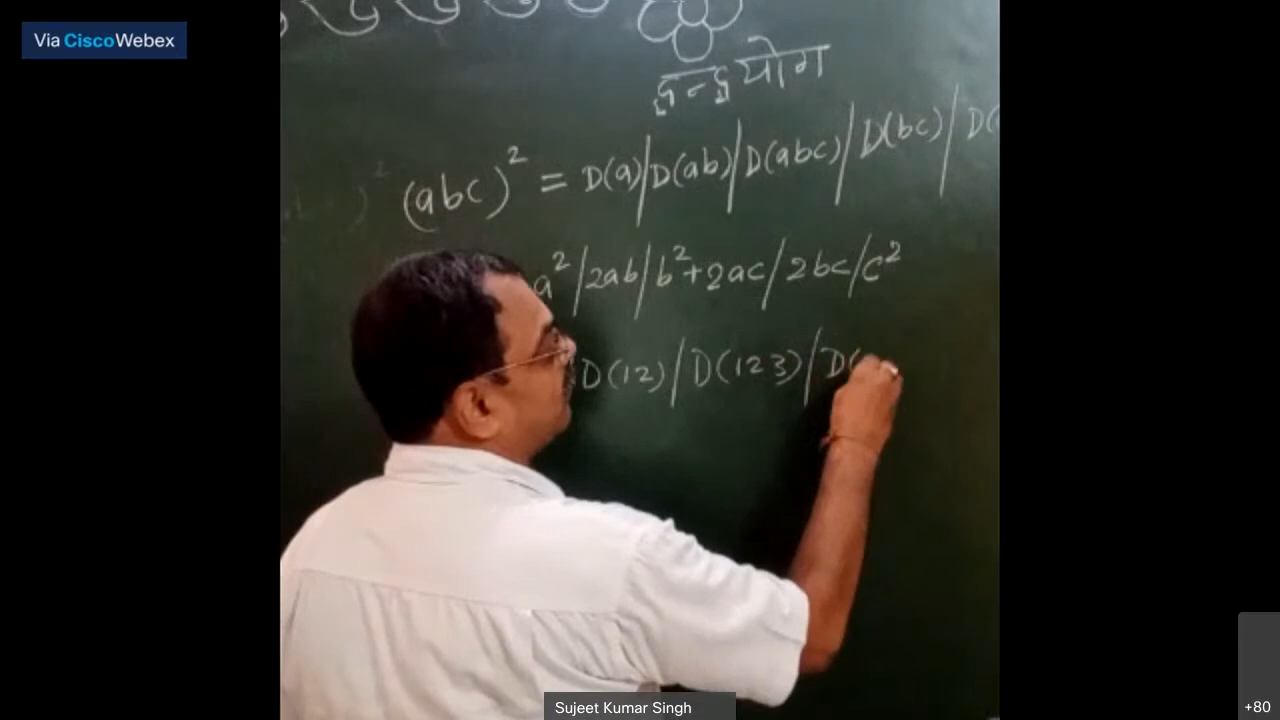 Via CiscoWebex
द्वन्द्वयोग
(abc)² = D(a)/D(ab)/D(abc)/D(bc)/D(
a²/2ab/b²+2ac/2bc/c²
D(12)/D(123)/D(
Sujeet Kumar Singh
+80